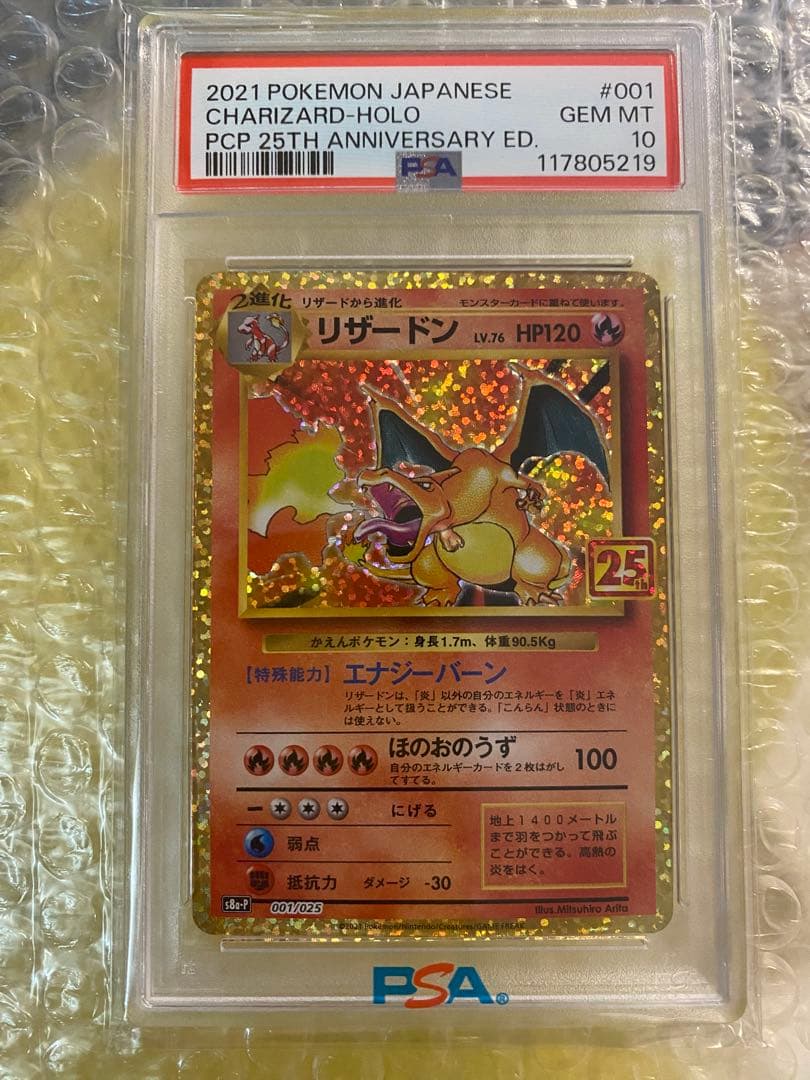 2021 POKEMON JAPANESE #001
CHARIZARD-HOLO GEM MT
PCP 25TH ANNIVERSARY ED. 10
PSA 117805219
2進化 リザードから進化 モンスターカードに重ねて使います。
リザードン LV.76 HP120
25th
かえんポケモン：身長1.7m、体重90.5Kg
【特殊能力】エナジーバーン
リザードンは、「炎」以外の自分のエネルギーを「炎」エネ
ルギーとして扱うことができる。「こんらん」状態のときに
は使えない。
ほのおのうず 100
自分のエネルギーカードを2枚はがし
てすてる。
にげる
弱点
抵抗力 ダメージ -30
地上1400メートル
まで羽をつかって飛ぶ
ことができる。高熱の
炎をはく。
s8a-P 001/025
Illus.Mitsuhiro Arita
©2021 Pokémon/Nintendo/Creatures/GAME FREAK
PSA®